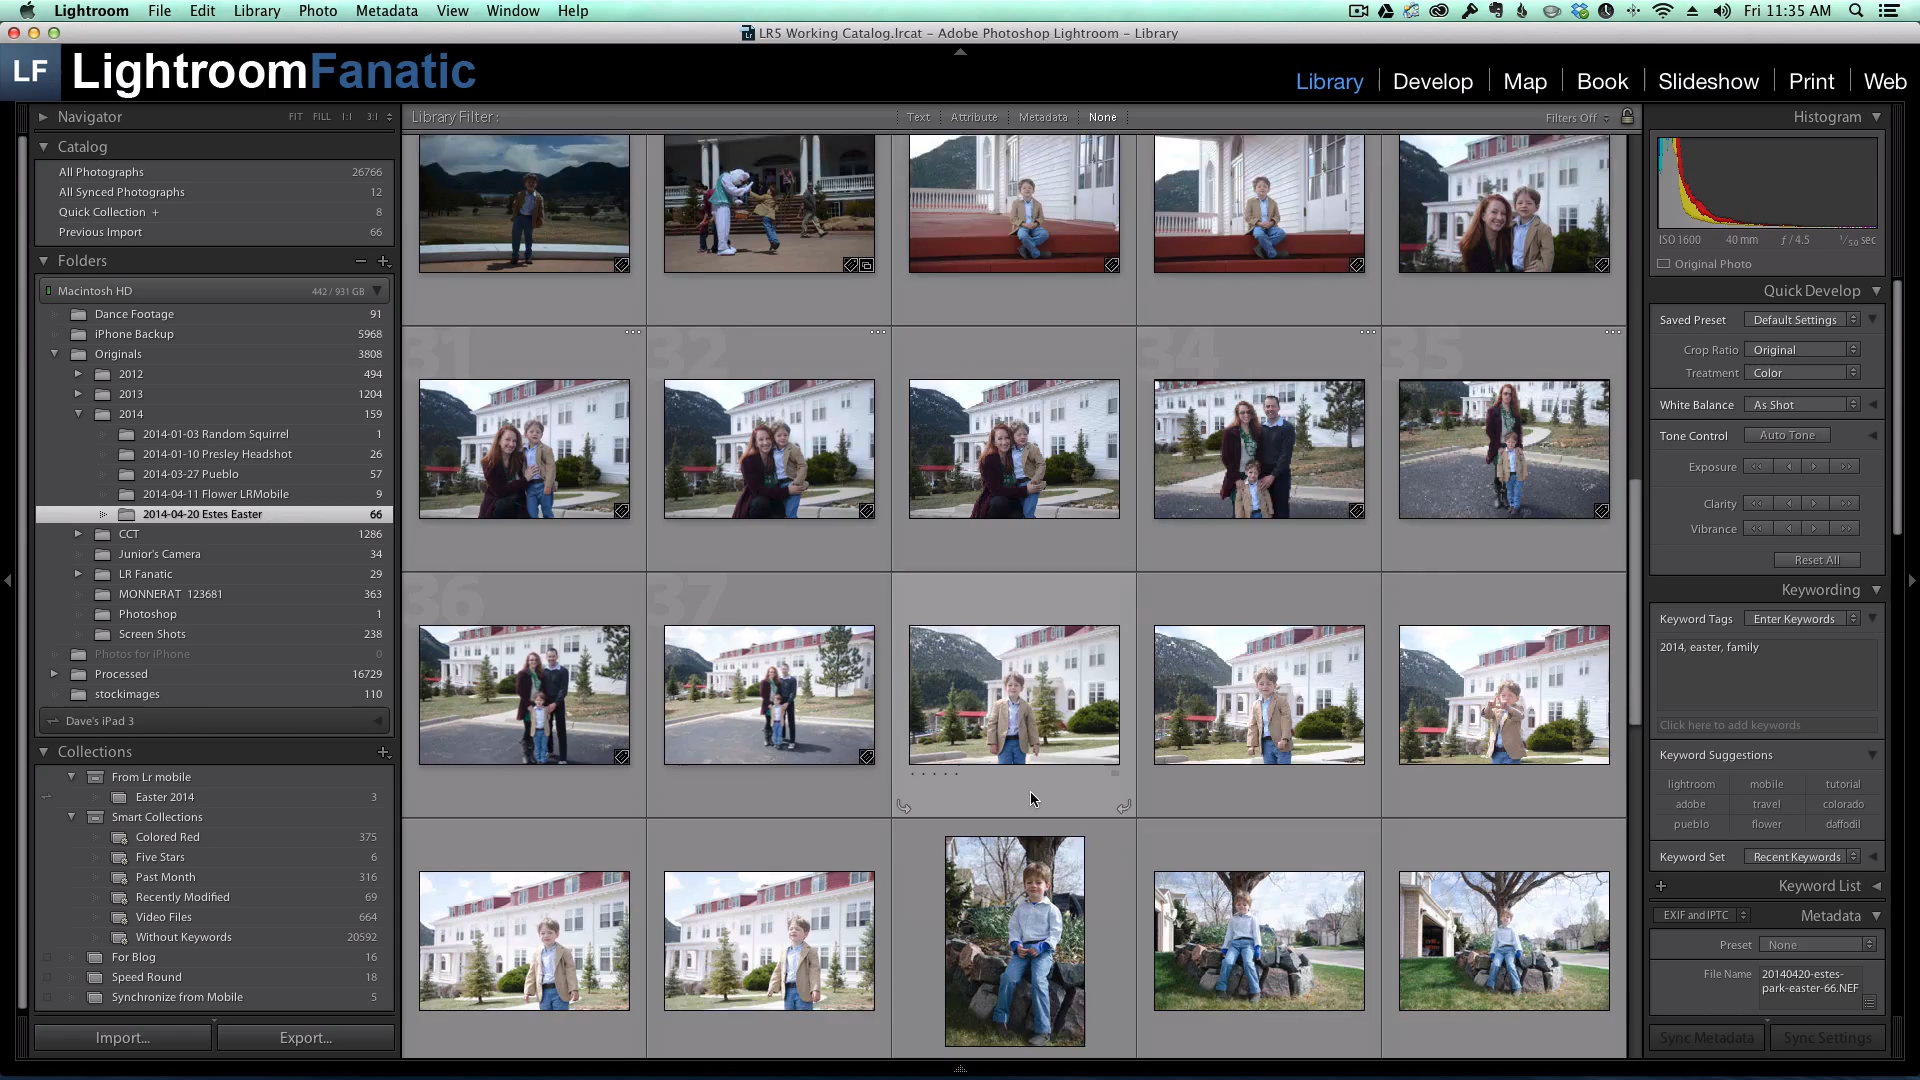 Lightroom File Edit Library Photo Metadata View Window Help Fri 11:35 AM
LR5 Working Catalog.lrcat – Adobe Photoshop Lightroom – Library
LF LightroomFanatic
Library Develop Map Book Slideshow Print Web
Navigator FIT FILL 1:1 3:1
Catalog
All Photographs 26766
All Synced Photographs 12
Quick Collection + 8
Previous Import 66
Folders
Macintosh HD 442 / 931 GB
Dance Footage 91
iPhone Backup 5968
Originals 3808
2012 494
2013 1204
2014 159
2014-01-03 Random Squirrel 1
2014-01-10 Presley Headshot 26
2014-03-27 Pueblo 57
2014-04-11 Flower LRMobile 9
2014-04-20 Estes Easter 66
CCT 1286
Junior's Camera 34
LR Fanatic 29
MONNERAT 123681 363
Photoshop 1
Screen Shots 238
Photos for iPhone 0
Processed 16729
stockimages 110
Dave's iPad 3
Collections
From Lr mobile
Easter 2014 3
Smart Collections
Colored Red 375
Five Stars 6
Past Month 316
Recently Modified 69
Video Files 664
Without Keywords 20592
For Blog 16
Speed Round 18
Synchronize from Mobile 5
Import... Export...
Library Filter : Text Attribute Metadata None Filters Off
31 32 34 35
36 37
Histogram
ISO 1600 40 mm ƒ / 4.5 1/50 sec
Original Photo
Quick Develop
Saved Preset Default Settings
Crop Ratio Original
Treatment Color
White Balance As Shot
Tone Control Auto Tone
Exposure
Clarity
Vibrance
Reset All
Keywording
Keyword Tags Enter Keywords
2014, easter, family
Click here to add keywords
Keyword Suggestions
lightroom mobile tutorial
adobe travel colorado
pueblo flower daffodil
Keyword Set Recent Keywords
Keyword List
EXIF and IPTC Metadata
Preset None
File Name 20140420-estes-
park-easter-66.NEF
Sync Metadata Sync Settings